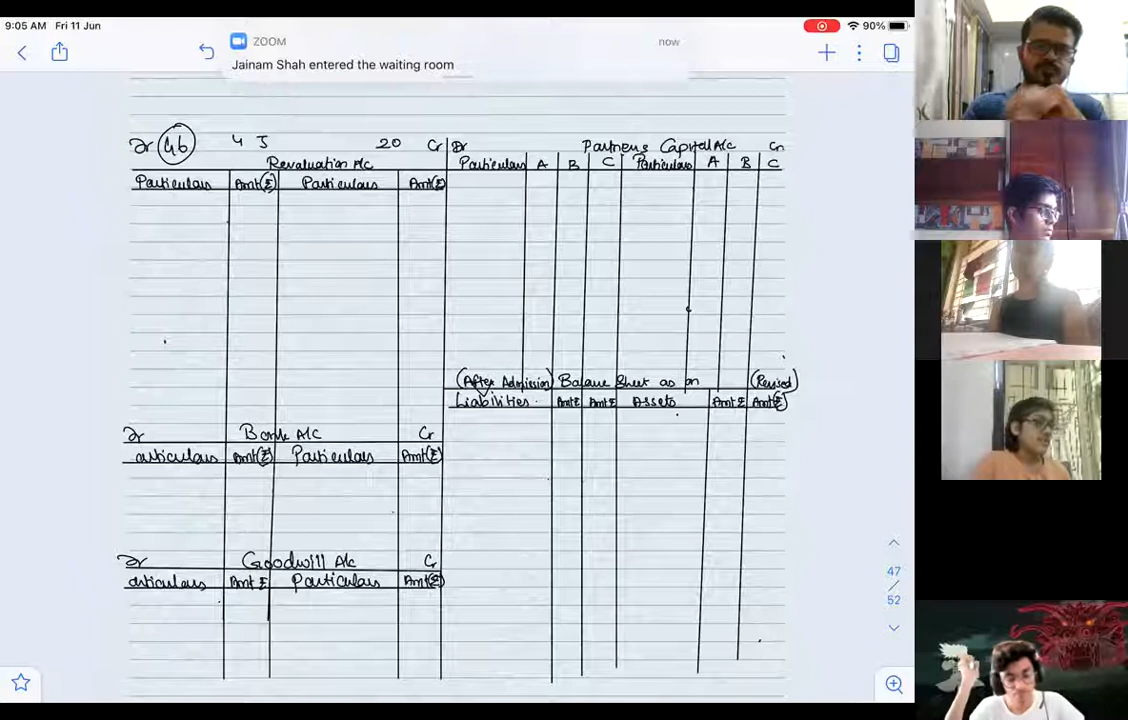 9:05 AM Fri 11 Jun
90%
ZOOM
now
Jainam Shah entered the waiting room
Dr 46 4 J 20 Cr
Revaluation A/c
Particulars Amt(₹) Particulars Amt(₹)
Dr Partners Capital A/c Cr
Particulars A B C Particulars A B C
(After Admission) Balance Sheet as on (Revised)
Liabilities Amt ₹ Amt ₹ Assets Amt ₹ Amt(₹)
Dr Bank A/c Cr
articulars Amt(₹) Particulars Amt(₹)
Dr Goodwill A/c Cr
articulars Amt ₹ Particulars Amt(₹)
47
/
52